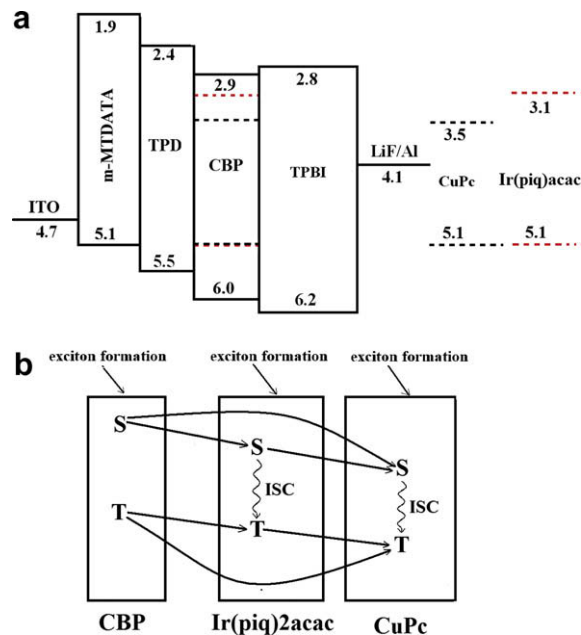 a
1.9
2.4
2.9
2.8
3.1
3.5
m-MTDATA
TPD
CBP
TPBI
LiF/Al
4.1
CuPc
Ir(piq)acac
ITO
4.7
5.1
5.5
6.0
6.2
5.1
5.1
b
exciton formation
exciton formation
exciton formation
S
S
S
ISC
ISC
T
T
T
CBP
Ir(piq)2acac
CuPc